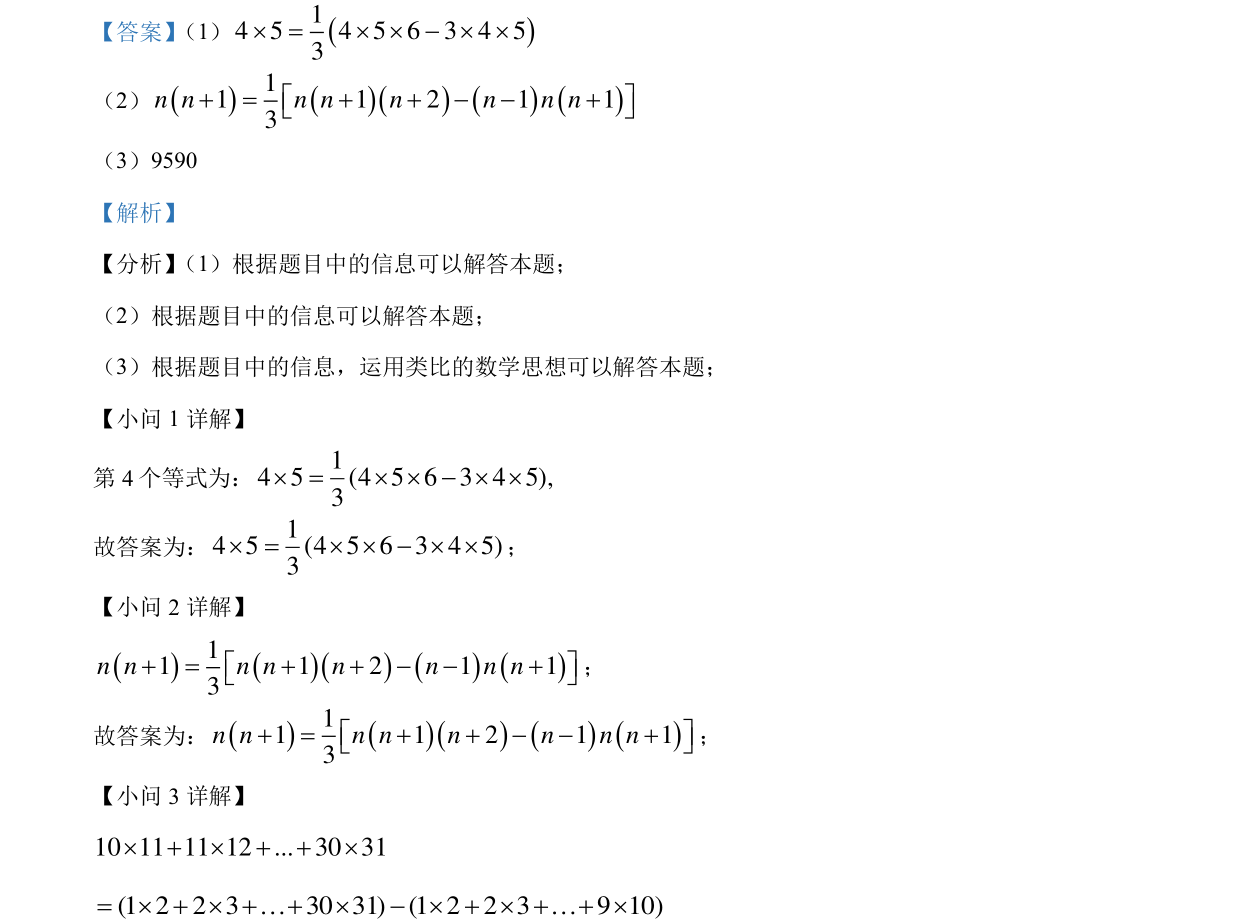 【答案】（1）4×5=1/3(4×5×6−3×4×5)
（2）n(n+1)=1/3[n(n+1)(n+2)−(n−1)n(n+1)]
（3）9590
【解析】
【分析】（1）根据题目中的信息可以解答本题；
（2）根据题目中的信息可以解答本题；
（3）根据题目中的信息，运用类比的数学思想可以解答本题；
【小问 1 详解】
第 4 个等式为：4×5=1/3(4×5×6−3×4×5),
故答案为：4×5=1/3(4×5×6−3×4×5)；
【小问 2 详解】
n(n+1)=1/3[n(n+1)(n+2)−(n−1)n(n+1)]；
故答案为：n(n+1)=1/3[n(n+1)(n+2)−(n−1)n(n+1)]；
【小问 3 详解】
10×11+11×12+...+30×31
=(1×2+2×3+…+30×31)−(1×2+2×3+…+9×10)